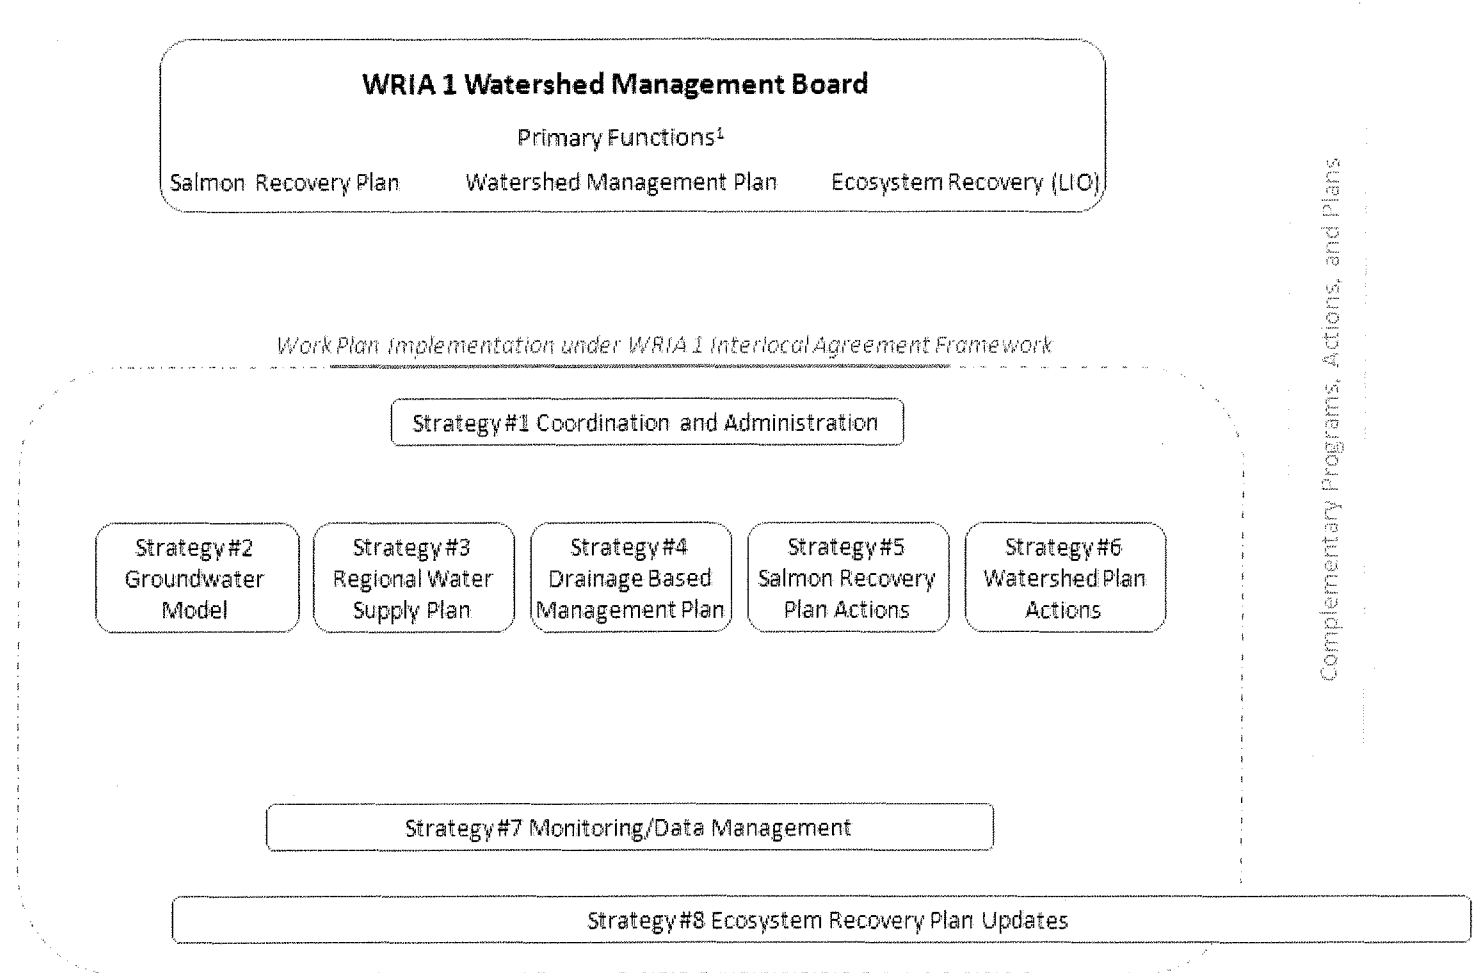 WRIA 1 Watershed Management Board
Primary Functions¹
Salmon Recovery Plan Watershed Management Plan Ecosystem Recovery (LIO)
Work Plan Implementation under WRIA 1 Interlocal Agreement Framework
Strategy #1 Coordination and Administration
Strategy #2
Groundwater
Model
Strategy #3
Regional Water
Supply Plan
Strategy #4
Drainage Based
Management Plan
Strategy #5
Salmon Recovery
Plan Actions
Strategy #6
Watershed Plan
Actions
Strategy #7 Monitoring/Data Management
Strategy #8 Ecosystem Recovery Plan Updates
Complementary Programs, Actions, and Plans